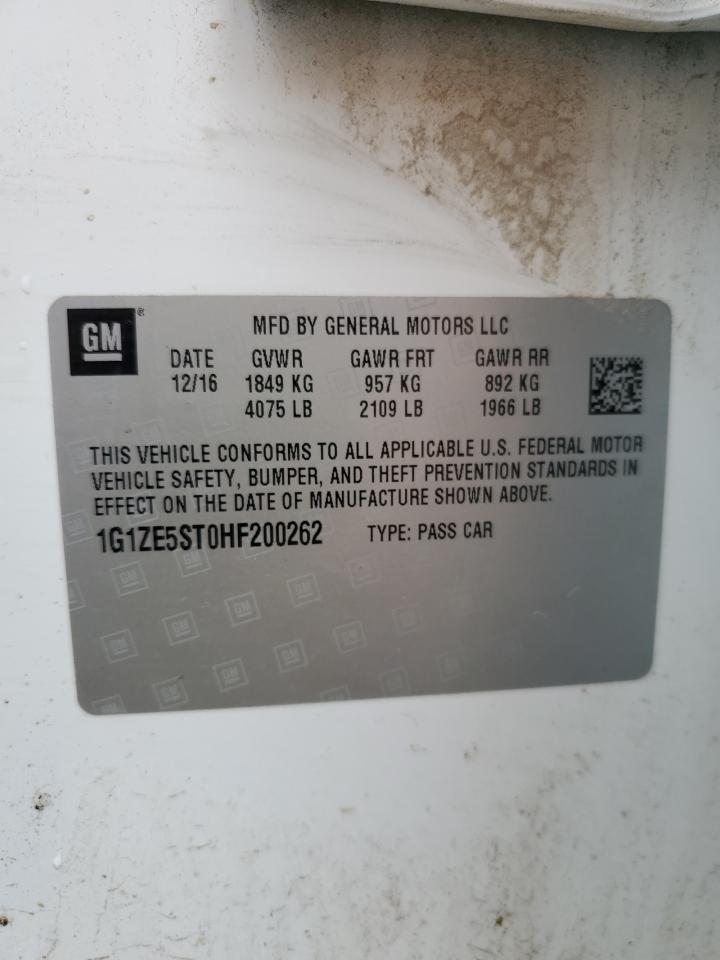 GM ® MFD BY GENERAL MOTORS LLC
DATE GVWR GAWR FRT GAWR RR
12/16 1849 KG 957 KG 892 KG
4075 LB 2109 LB 1966 LB
THIS VEHICLE CONFORMS TO ALL APPLICABLE U.S. FEDERAL MOTOR
VEHICLE SAFETY, BUMPER, AND THEFT PREVENTION STANDARDS IN
EFFECT ON THE DATE OF MANUFACTURE SHOWN ABOVE.
1G1ZE5ST0HF200262 TYPE: PASS CAR